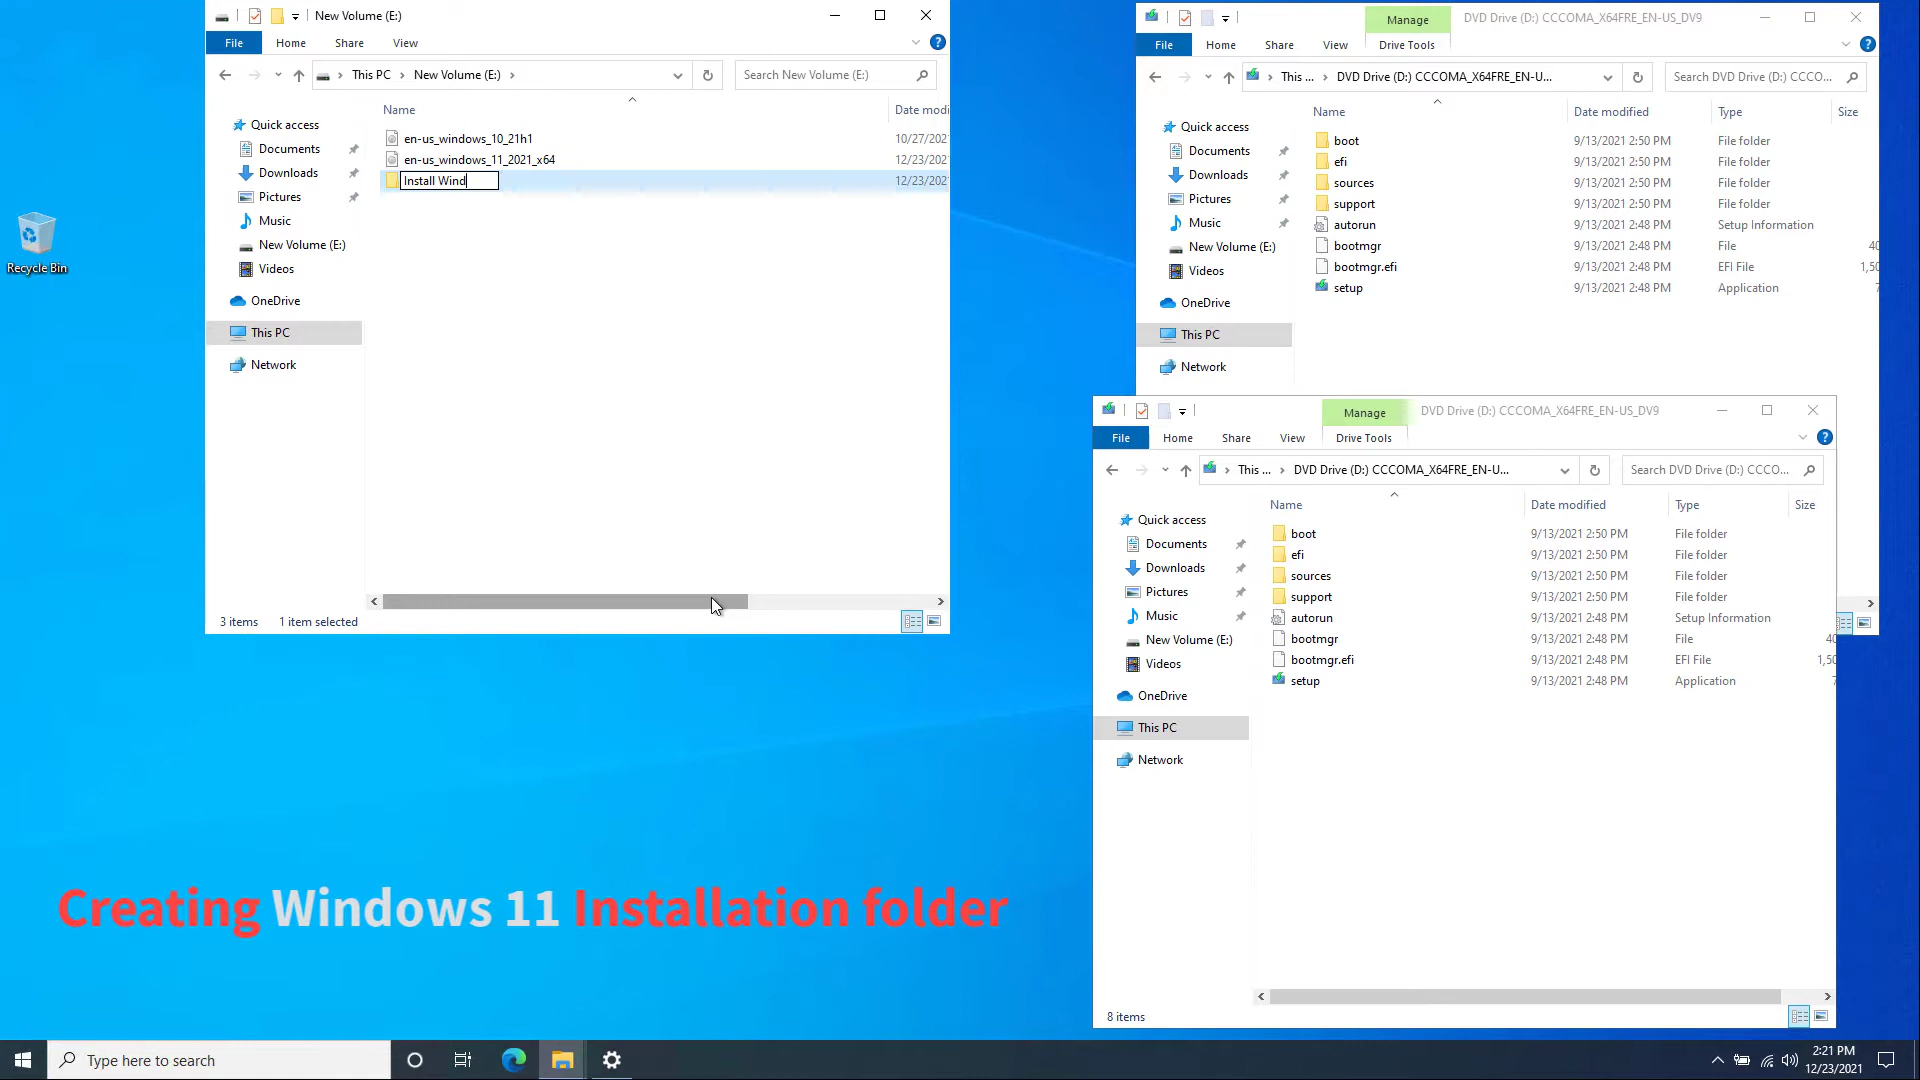 New Volume (E:)
File Home Share View
This PC New Volume (E:) Search New Volume (E:)
Name Date modi
Quick access
Documents
Downloads
Pictures
Music
New Volume (E:)
Videos
OneDrive
This PC
Network
en-us_windows_10_21h1 10/27/202
en-us_windows_11_2021_x64 12/23/202
Install Wind 12/23/202
3 items 1 item selected
Recycle Bin
Manage DVD Drive (D:) CCCOMA_X64FRE_EN-US_DV9
File Home Share View Drive Tools
This ... DVD Drive (D:) CCCOMA_X64FRE_EN-U... Search DVD Drive (D:) CCCO...
Name Date modified Type Size
Quick access
Documents
Downloads
Pictures
Music
New Volume (E:)
Videos
OneDrive
This PC
Network
boot 9/13/2021 2:50 PM File folder
efi 9/13/2021 2:50 PM File folder
sources 9/13/2021 2:50 PM File folder
support 9/13/2021 2:50 PM File folder
autorun 9/13/2021 2:48 PM Setup Information
bootmgr 9/13/2021 2:48 PM File 40
bootmgr.efi 9/13/2021 2:48 PM EFI File 1,50
setup 9/13/2021 2:48 PM Application 7
Manage DVD Drive (D:) CCCOMA_X64FRE_EN-US_DV9
File Home Share View Drive Tools
This ... DVD Drive (D:) CCCOMA_X64FRE_EN-U... Search DVD Drive (D:) CCCO...
Name Date modified Type Size
Quick access
Documents
Downloads
Pictures
Music
New Volume (E:)
Videos
OneDrive
This PC
Network
boot 9/13/2021 2:50 PM File folder
efi 9/13/2021 2:50 PM File folder
sources 9/13/2021 2:50 PM File folder
support 9/13/2021 2:50 PM File folder
autorun 9/13/2021 2:48 PM Setup Information
bootmgr 9/13/2021 2:48 PM File 40
bootmgr.efi 9/13/2021 2:48 PM EFI File 1,50
setup 9/13/2021 2:48 PM Application 7
8 items
Creating Windows 11 Installation folder
Type here to search
2:21 PM
12/23/2021